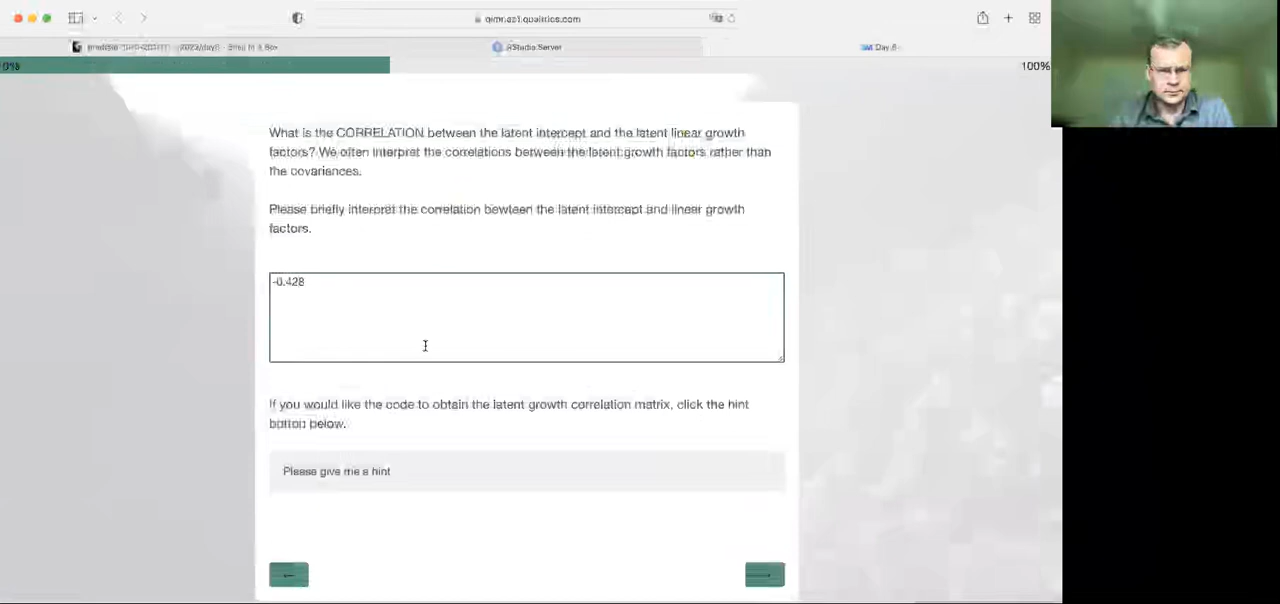 qimr.az1.qualtrics.com
RStudio Server
Day 5
0%
100%
What is the CORRELATION between the latent intercept and the latent linear growth
factors? We often interpret the correlations between the latent growth factors rather than
the covariances.
Please briefly interpret the correlation bewteen the latent intercept and linear growth
factors.
-0.428
If you would like the code to obtain the latent growth correlation matrix, click the hint
button below.
Please give me a hint